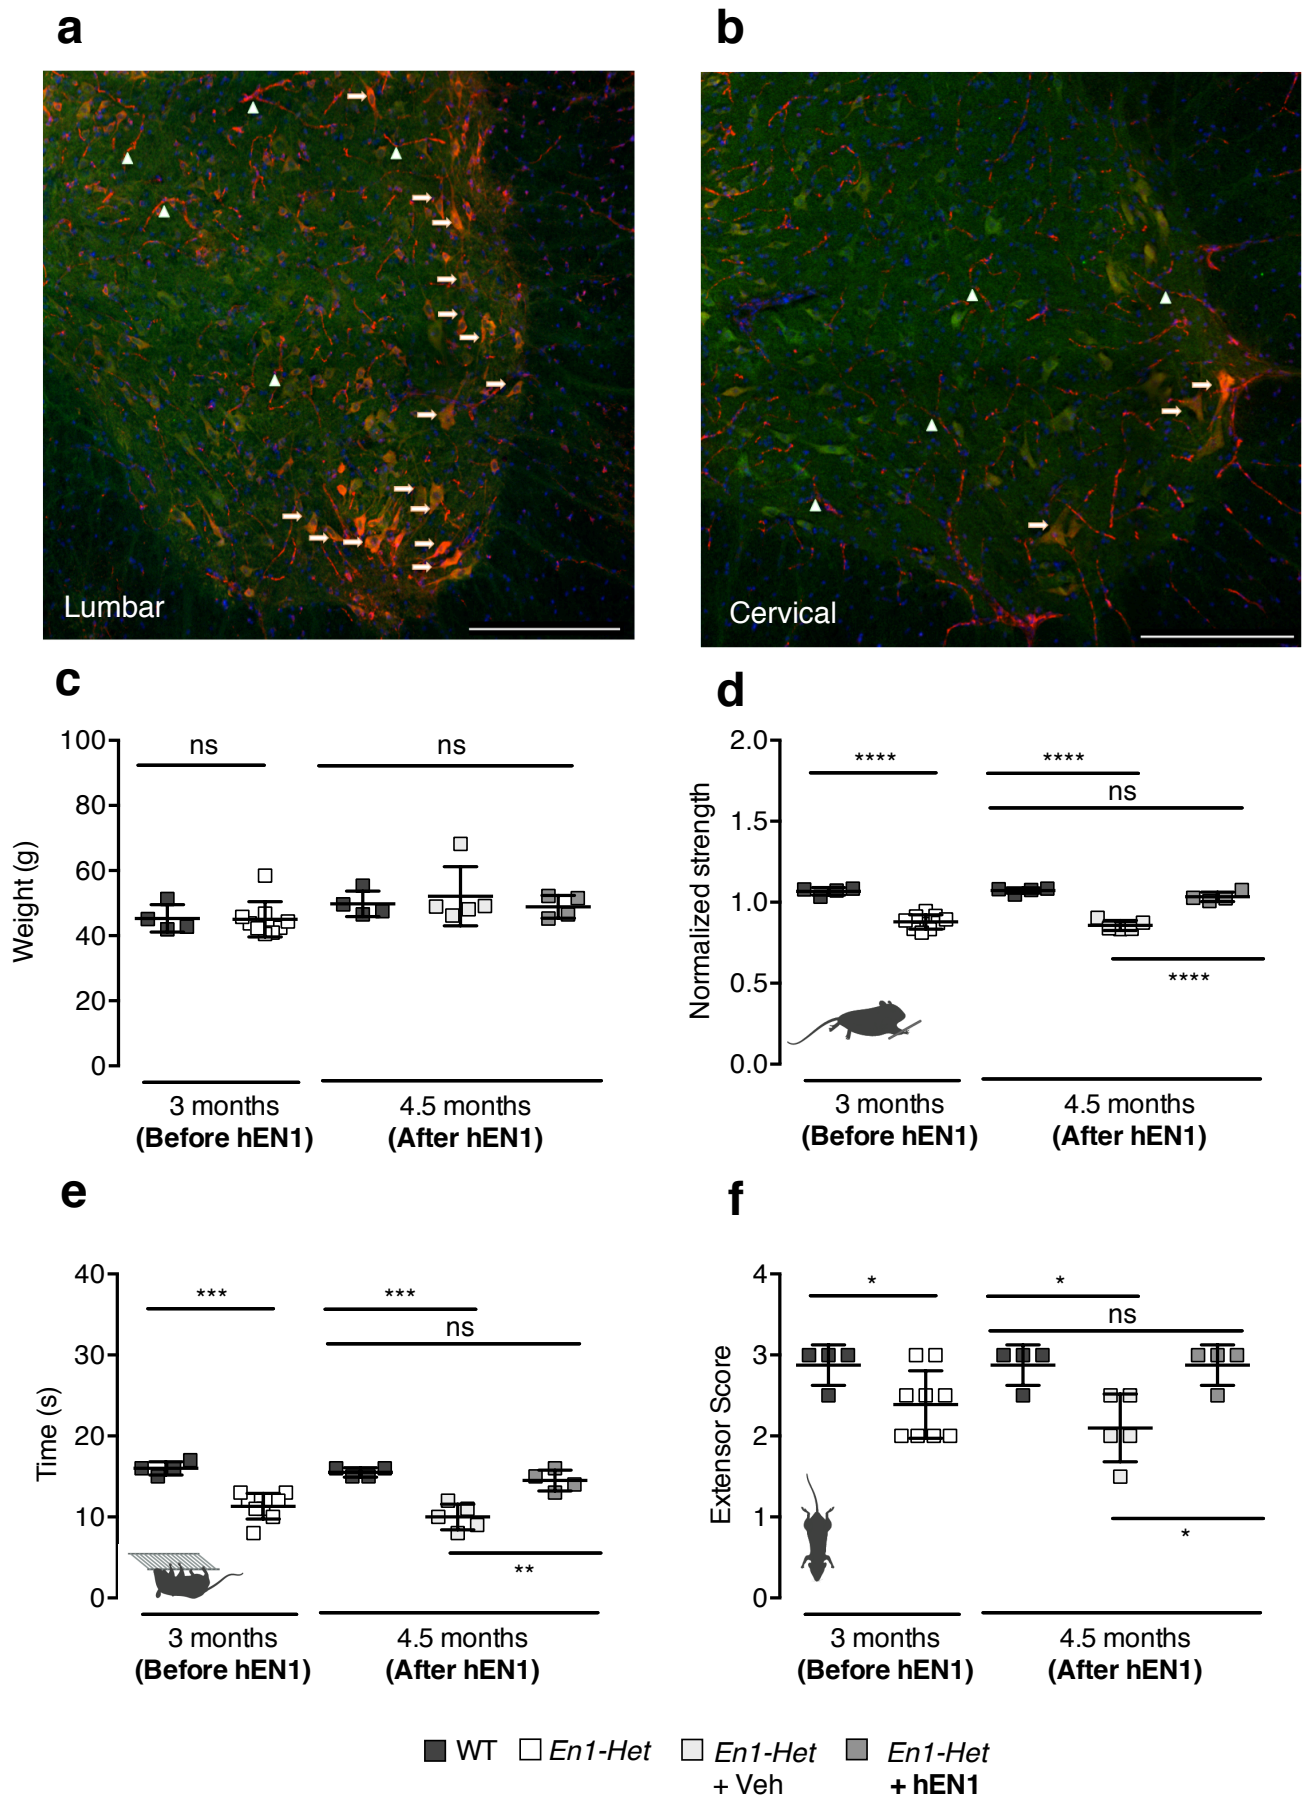 a
b
Lumbar
Cervical
c
100
80
60
40
20
0
Weight (g)
ns
ns
3 months
(Before hEN1)
4.5 months
(After hEN1)
d
2.0
1.5
1.0
0.5
0.0
Normalized strength
****
****
ns
****
3 months
(Before hEN1)
4.5 months
(After hEN1)
e
40
30
20
10
0
Time (s)
***
***
ns
**
3 months
(Before hEN1)
4.5 months
(After hEN1)
f
4
3
2
1
0
Extensor Score
*
*
ns
*
3 months
(Before hEN1)
4.5 months
(After hEN1)
WT
En1-Het
En1-Het
+ Veh
En1-Het
+ hEN1